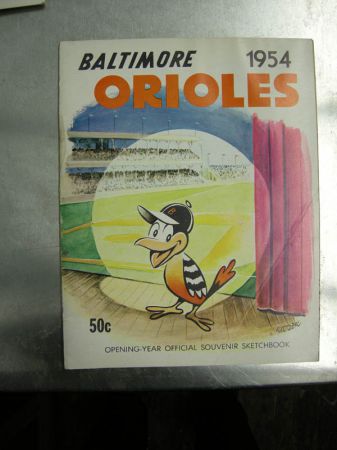 BALTIMORE 1954
ORIOLES
B
50c
OPENING-YEAR OFFICIAL SOUVENIR SKETCHBOOK